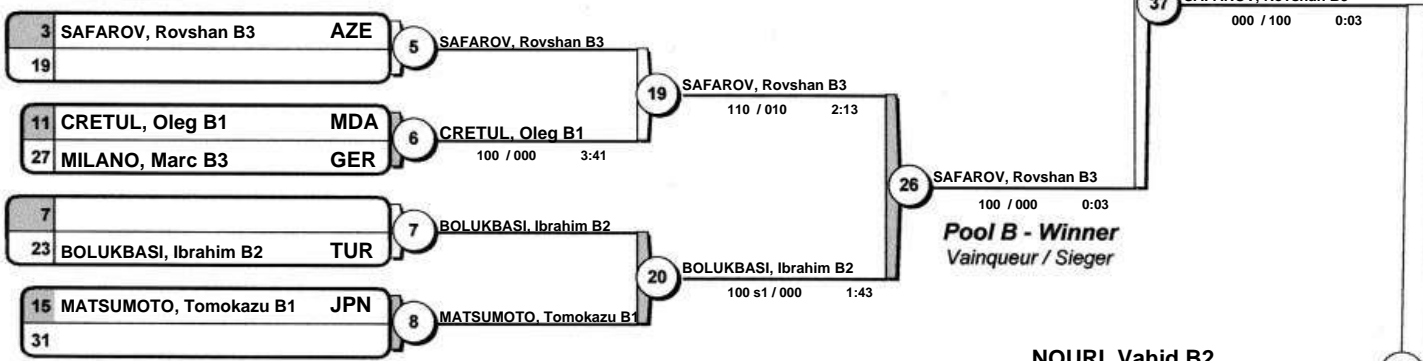 37 SAFAROV, Rovshan B3
000 / 100 0:03
3 SAFAROV, Rovshan B3 AZE
19
5 SAFAROV, Rovshan B3
11 CRETUL, Oleg B1 MDA
27 MILANO, Marc B3 GER
6 CRETUL, Oleg B1
100 / 000 3:41
19 SAFAROV, Rovshan B3
110 / 010 2:13
7
23 BOLUKBASI, Ibrahim B2 TUR
7 BOLUKBASI, Ibrahim B2
15 MATSUMOTO, Tomokazu B1 JPN
31
8 MATSUMOTO, Tomokazu B1
20 BOLUKBASI, Ibrahim B2
100 s1 / 000 1:43
26 SAFAROV, Rovshan B3
100 / 000 0:03
Pool B - Winner
Vainqueur / Sieger
NOURI, Vahid B2